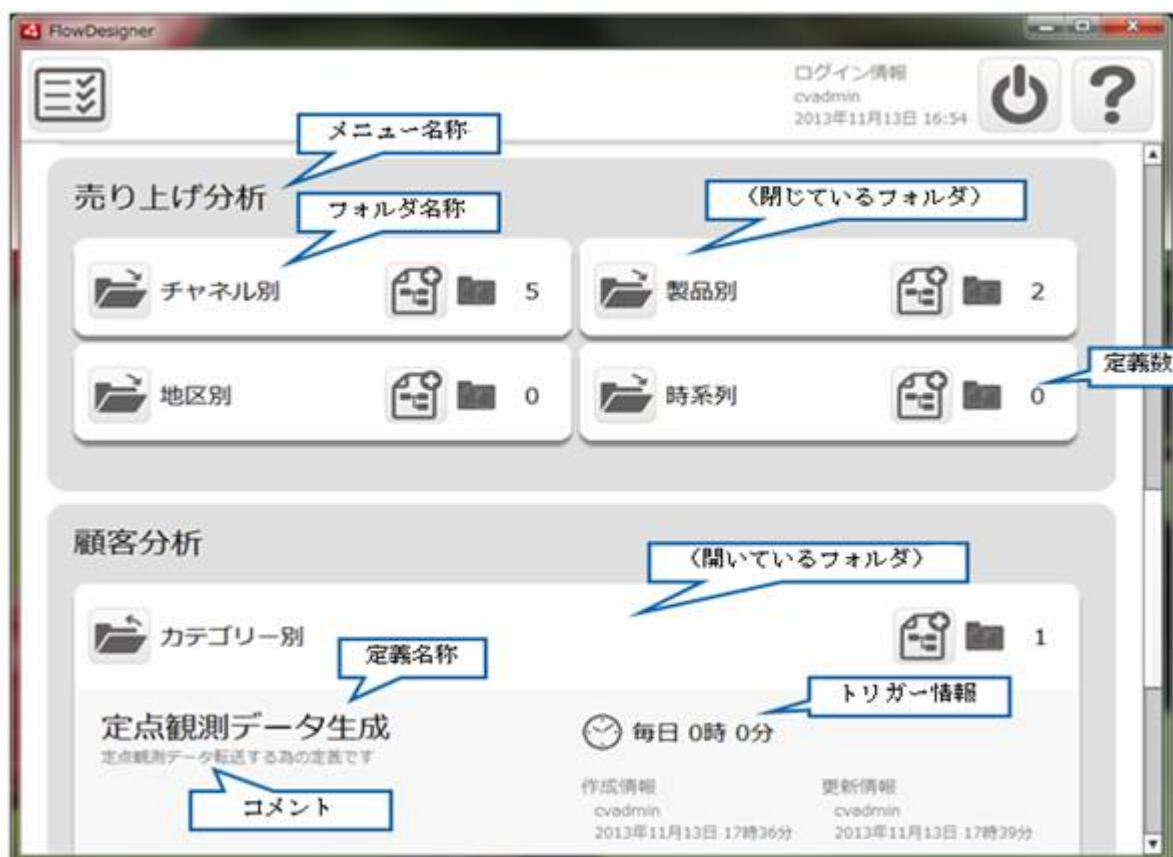 FlowDesigner
ログイン情報
cvadmin
2013年11月13日 16:54
メニュー名称
売り上げ分析
フォルダ名称
〈閉じているフォルダ〉
チャネル別 5
製品別 2
定義数
地区別 0
時系列 0
顧客分析
〈開いているフォルダ〉
カテゴリー別 1
定義名称
トリガー情報
定点観測データ生成
毎日 0時 0分
定点観測データ転送する為の定義です
コメント
作成情報
cvadmin
2013年11月13日 17時36分
更新情報
cvadmin
2013年11月13日 17時39分